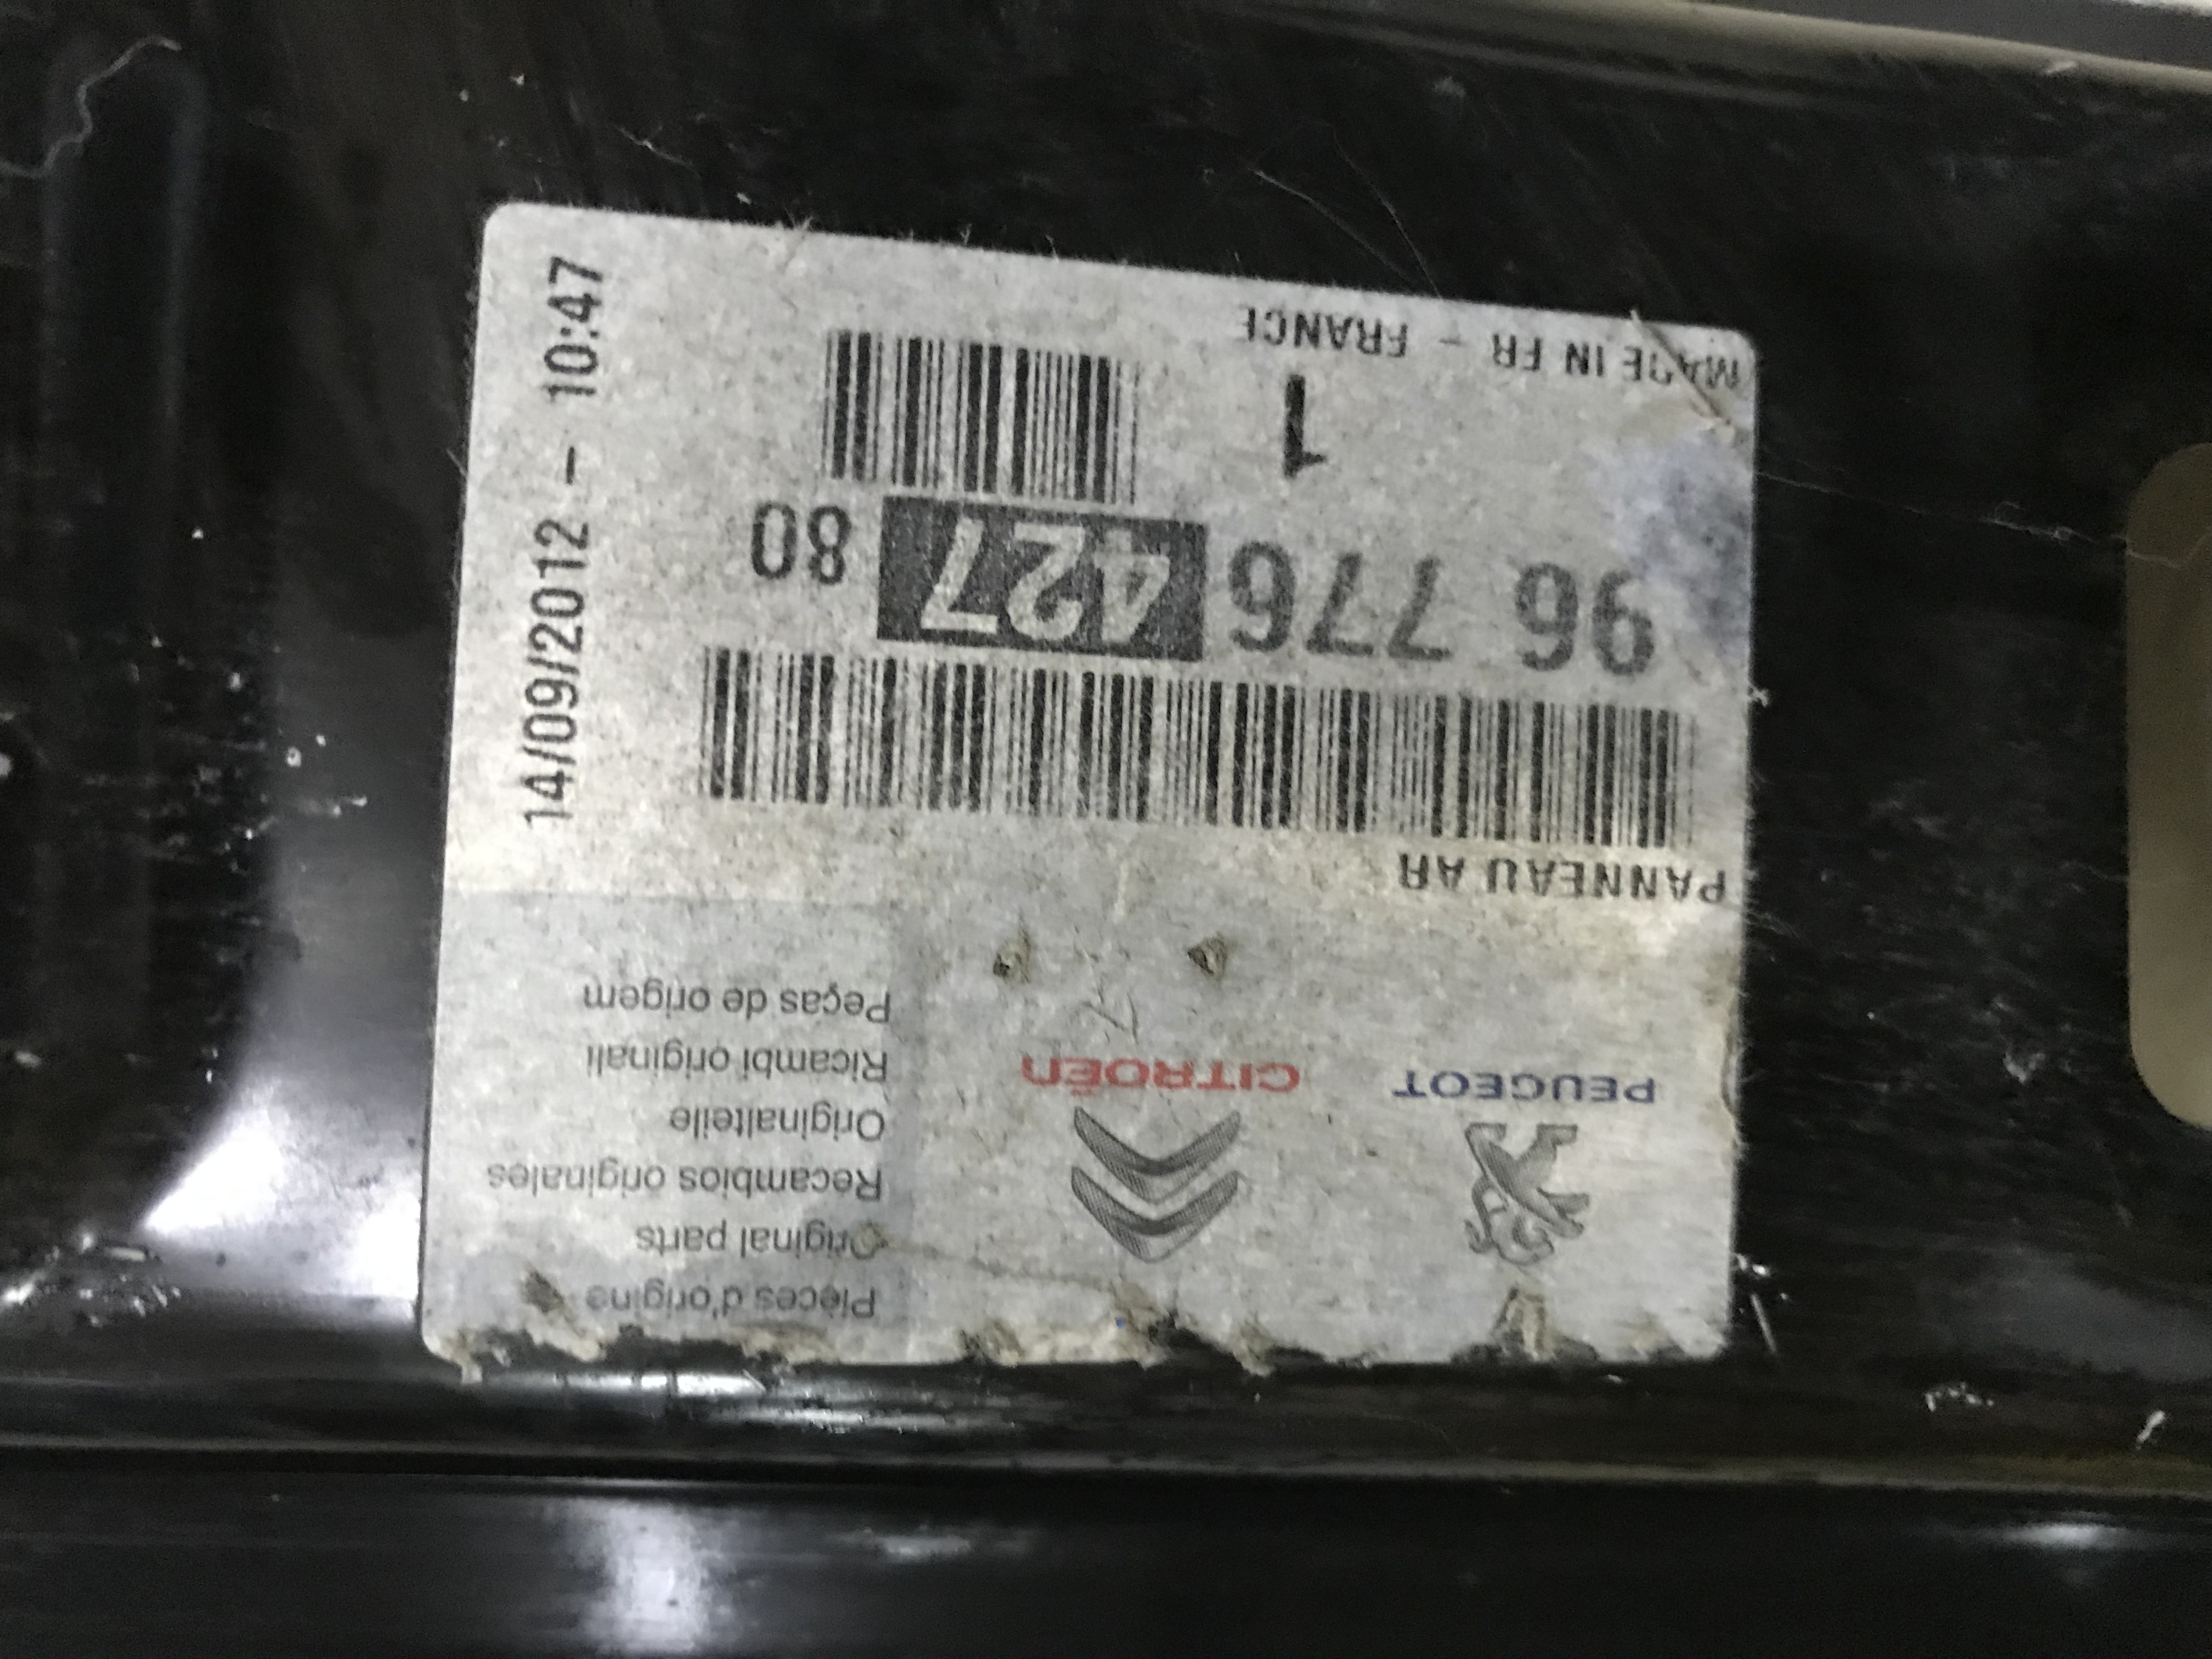 Pièces d'origine
Original parts
Recambios originales
Originalteile
Ricambi originali
Peças de origem
PEUGEOT
CITROËN
PANNEAU AR
96 776 427 80
1
MADE IN FR - FRANCE
14/09/2012 - 10:47